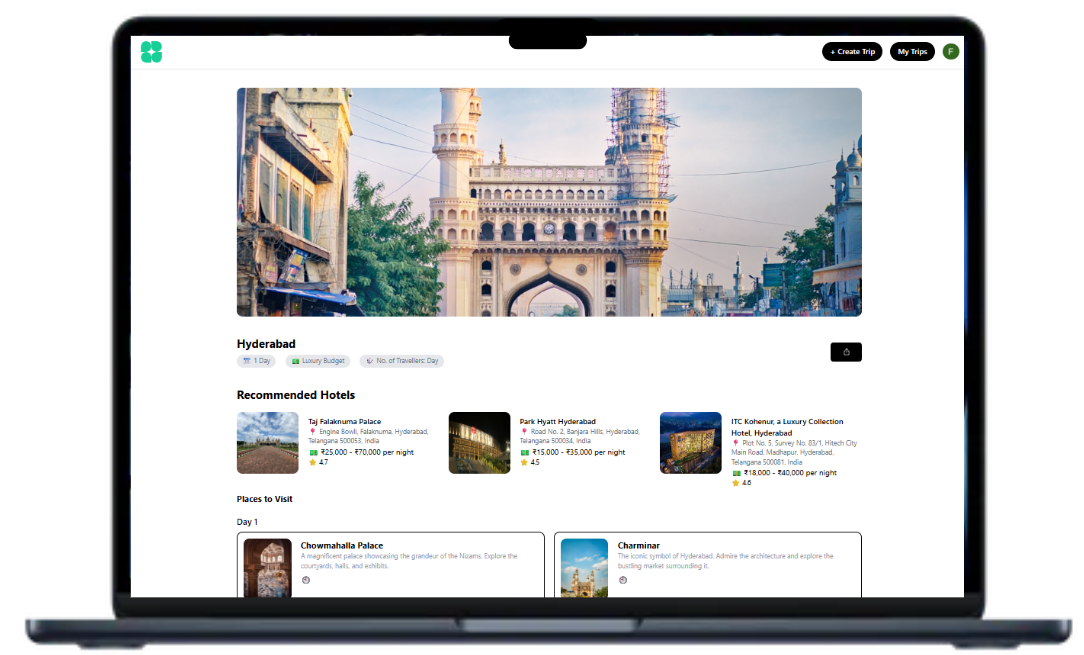 + Create Trip
My Trips
F
Hyderabad
1 Day
Luxury Budget
No. of Travellers: Day
Recommended Hotels
Taj Falaknuma Palace
Engine Bowli, Falaknuma, Hyderabad,
Telangana 500053, India
₹25,000 - ₹70,000 per night
4.7
Park Hyatt Hyderabad
Road No. 2, Banjara Hills, Hyderabad,
Telangana 500034, India
₹15,000 - ₹35,000 per night
4.5
ITC Kohenur, a Luxury Collection
Hotel, Hyderabad
Plot No. 5, Survey No. 83/1, Hitech City
Main Road, Madhapur, Hyderabad,
Telangana 500081, India
₹18,000 - ₹40,000 per night
4.6
Places to Visit
Day 1
Chowmahalla Palace
A magnificent palace showcasing the grandeur of the Nizams. Explore the
courtyards, halls, and exhibits.
Charminar
The iconic symbol of Hyderabad. Admire the architecture and explore the
bustling market surrounding it.